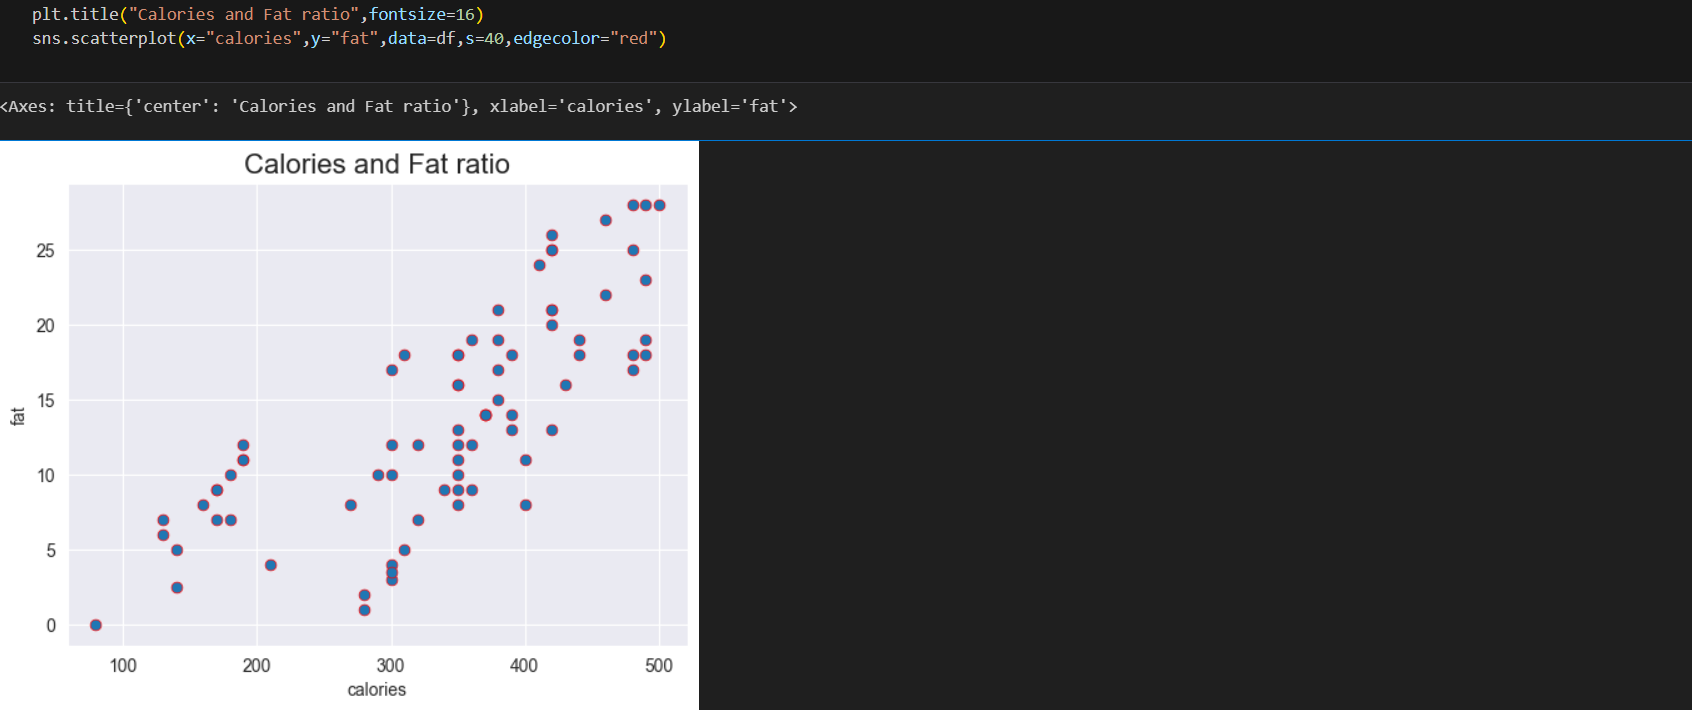 plt.title("Calories and Fat ratio",fontsize=16)
sns.scatterplot(x="calories",y="fat",data=df,s=40,edgecolor="red")
<Axes: title={'center': 'Calories and Fat ratio'}, xlabel='calories', ylabel='fat'>
Calories and Fat ratio
25
20
15
fat
10
5
0
100 200 300 400 500
calories